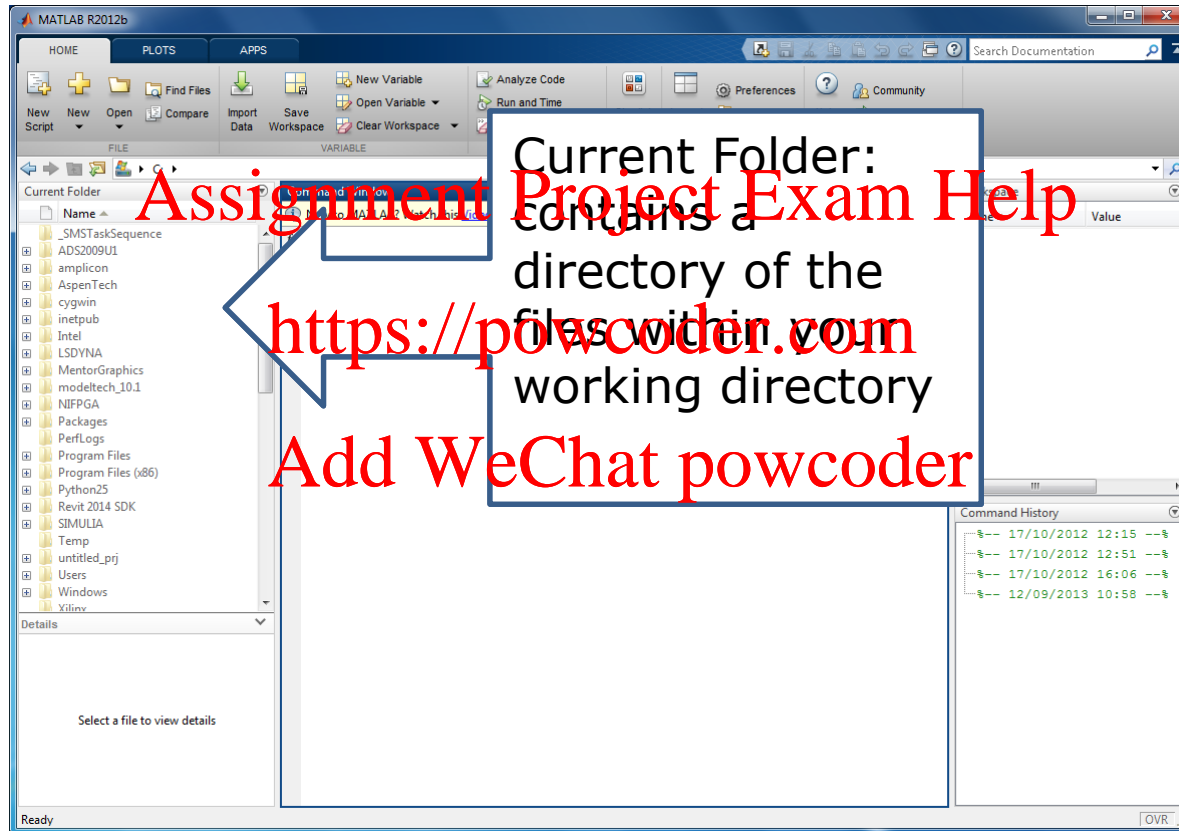 MATLAB R2012b
HOME PLOTS APPS
Search Documentation
New Script
New
Open
Find Files
Compare
Import Data
Save Workspace
New Variable
Open Variable
Clear Workspace
Analyze Code
Run and Time
Preferences
Community
FILE VARIABLE
C:
Current Folder
Command Window
Name
Value
_SMSTaskSequence
ADS2009U1
amplicon
AspenTech
cygwin
inetpub
Intel
LSDYNA
MentorGraphics
modeltech_10.1
NIFPGA
Packages
PerfLogs
Program Files
Program Files (x86)
Python25
Revit 2014 SDK
SIMULIA
Temp
untitled_prj
Users
Windows
Xilinx
Details
Select a file to view details
Ready
Current Folder:
contains a
directory of the
files within your
working directory
Assignment Project Exam Help
https://powcoder.com
Add WeChat powcoder
Command History
%-- 17/10/2012 12:15 --%
%-- 17/10/2012 12:51 --%
%-- 17/10/2012 16:06 --%
%-- 12/09/2013 10:58 --%
OVR